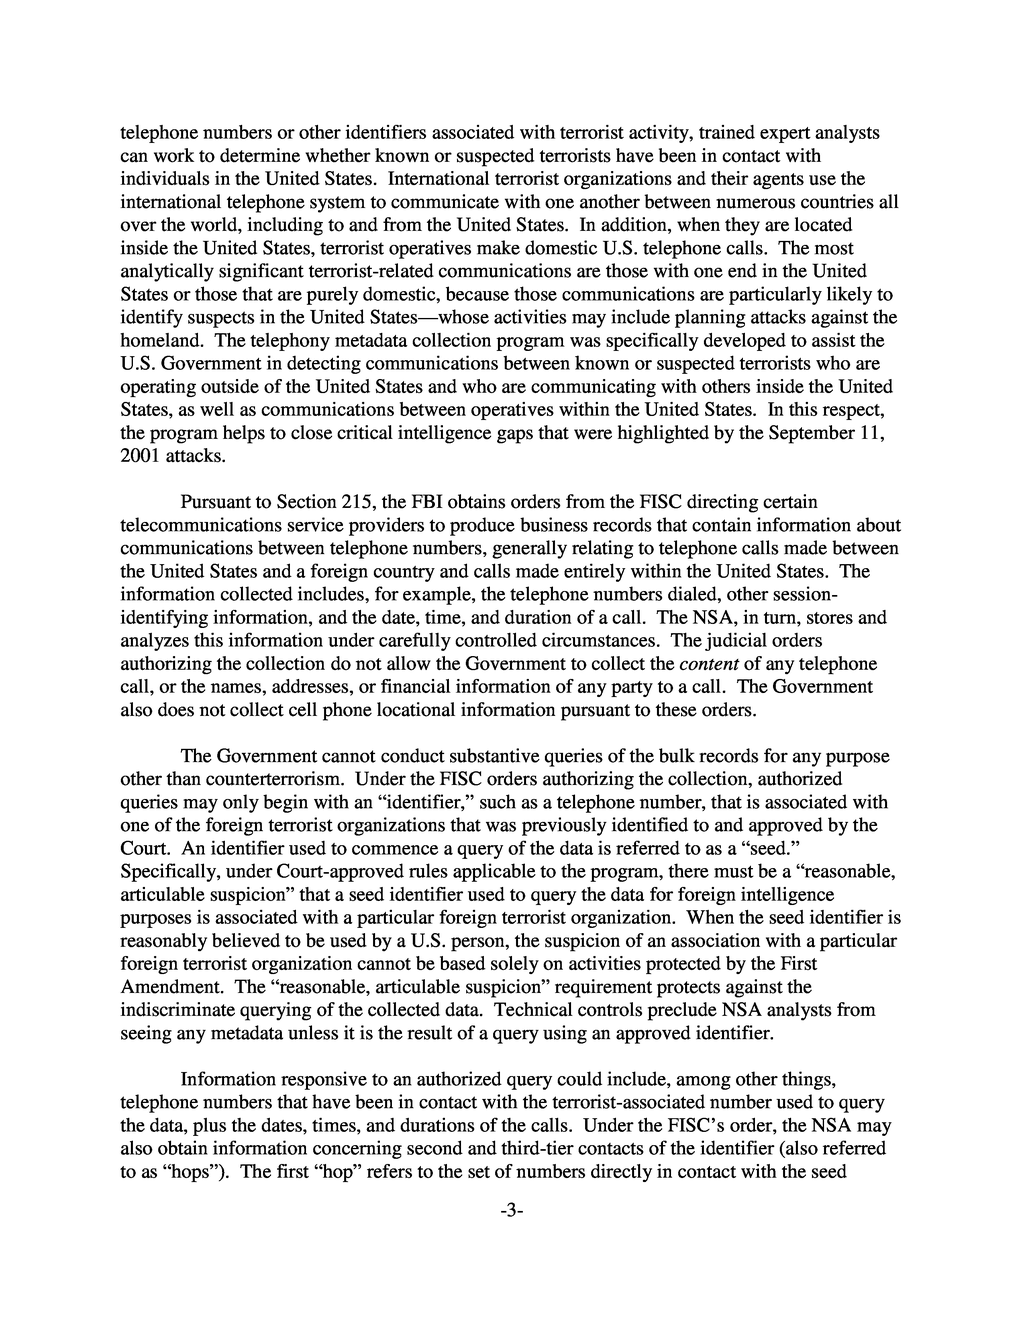 telephone numbers or other identifiers associated with terrorist activity, trained expert analysts
can work to determine whether known or suspected terrorists have been in contact with
individuals in the United States.  International terrorist organizations and their agents use the
international telephone system to communicate with one another between numerous countries all
over the world, including to and from the United States.  In addition, when they are located
inside the United States, terrorist operatives make domestic U.S. telephone calls.  The most
analytically significant terrorist-related communications are those with one end in the United
States or those that are purely domestic, because those communications are particularly likely to
identify suspects in the United States—whose activities may include planning attacks against the
homeland.  The telephony metadata collection program was specifically developed to assist the
U.S. Government in detecting communications between known or suspected terrorists who are
operating outside of the United States and who are communicating with others inside the United
States, as well as communications between operatives within the United States.  In this respect,
the program helps to close critical intelligence gaps that were highlighted by the September 11,
2001 attacks.
Pursuant to Section 215, the FBI obtains orders from the FISC directing certain
telecommunications service providers to produce business records that contain information about
communications between telephone numbers, generally relating to telephone calls made between
the United States and a foreign country and calls made entirely within the United States.  The
information collected includes, for example, the telephone numbers dialed, other session-
identifying information, and the date, time, and duration of a call.  The NSA, in turn, stores and
analyzes this information under carefully controlled circumstances.  The judicial orders
authorizing the collection do not allow the Government to collect the content of any telephone
call, or the names, addresses, or financial information of any party to a call.  The Government
also does not collect cell phone locational information pursuant to these orders.
The Government cannot conduct substantive queries of the bulk records for any purpose
other than counterterrorism.  Under the FISC orders authorizing the collection, authorized
queries may only begin with an “identifier,” such as a telephone number, that is associated with
one of the foreign terrorist organizations that was previously identified to and approved by the
Court.  An identifier used to commence a query of the data is referred to as a “seed.”
Specifically, under Court-approved rules applicable to the program, there must be a “reasonable,
articulable suspicion” that a seed identifier used to query the data for foreign intelligence
purposes is associated with a particular foreign terrorist organization.  When the seed identifier is
reasonably believed to be used by a U.S. person, the suspicion of an association with a particular
foreign terrorist organization cannot be based solely on activities protected by the First
Amendment.  The “reasonable, articulable suspicion” requirement protects against the
indiscriminate querying of the collected data.  Technical controls preclude NSA analysts from
seeing any metadata unless it is the result of a query using an approved identifier.
Information responsive to an authorized query could include, among other things,
telephone numbers that have been in contact with the terrorist-associated number used to query
the data, plus the dates, times, and durations of the calls.  Under the FISC’s order, the NSA may
also obtain information concerning second and third-tier contacts of the identifier (also referred
to as “hops”).  The first “hop” refers to the set of numbers directly in contact with the seed
-3-